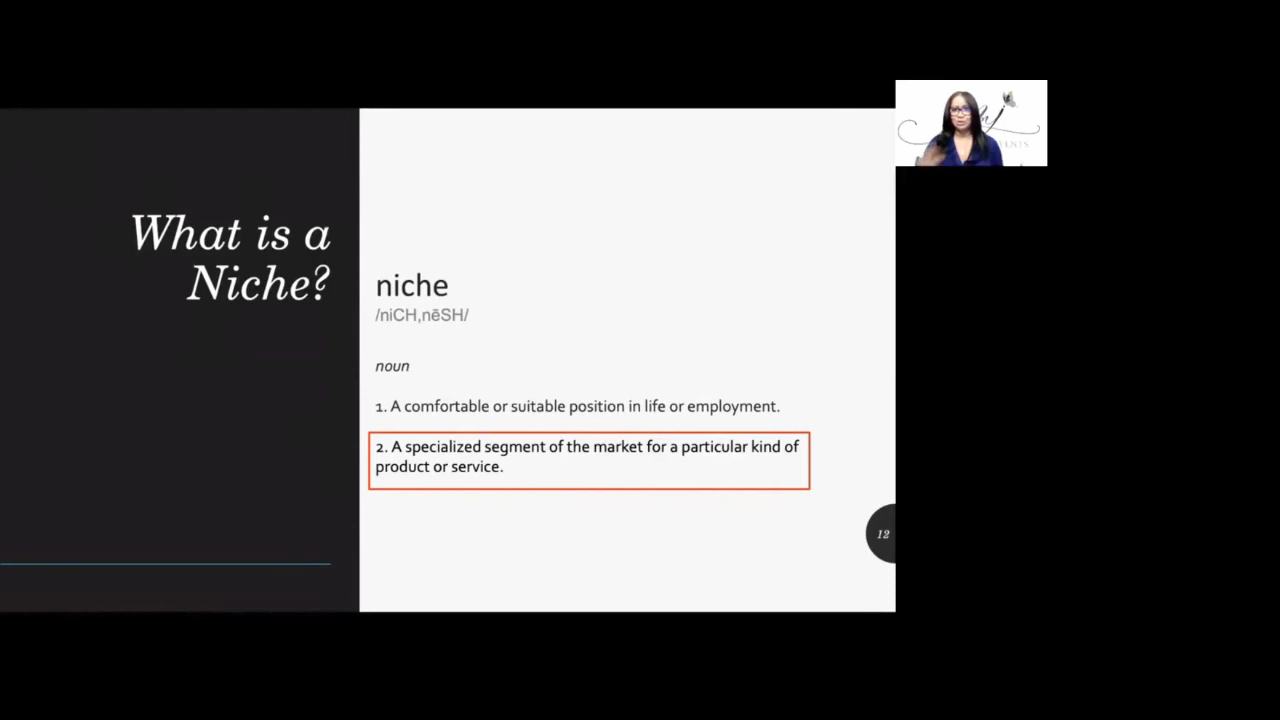 What is a
Niche?
niche
/niCH,nēSH/
noun
1. A comfortable or suitable position in life or employment.
2. A specialized segment of the market for a particular kind of
product or service.
12